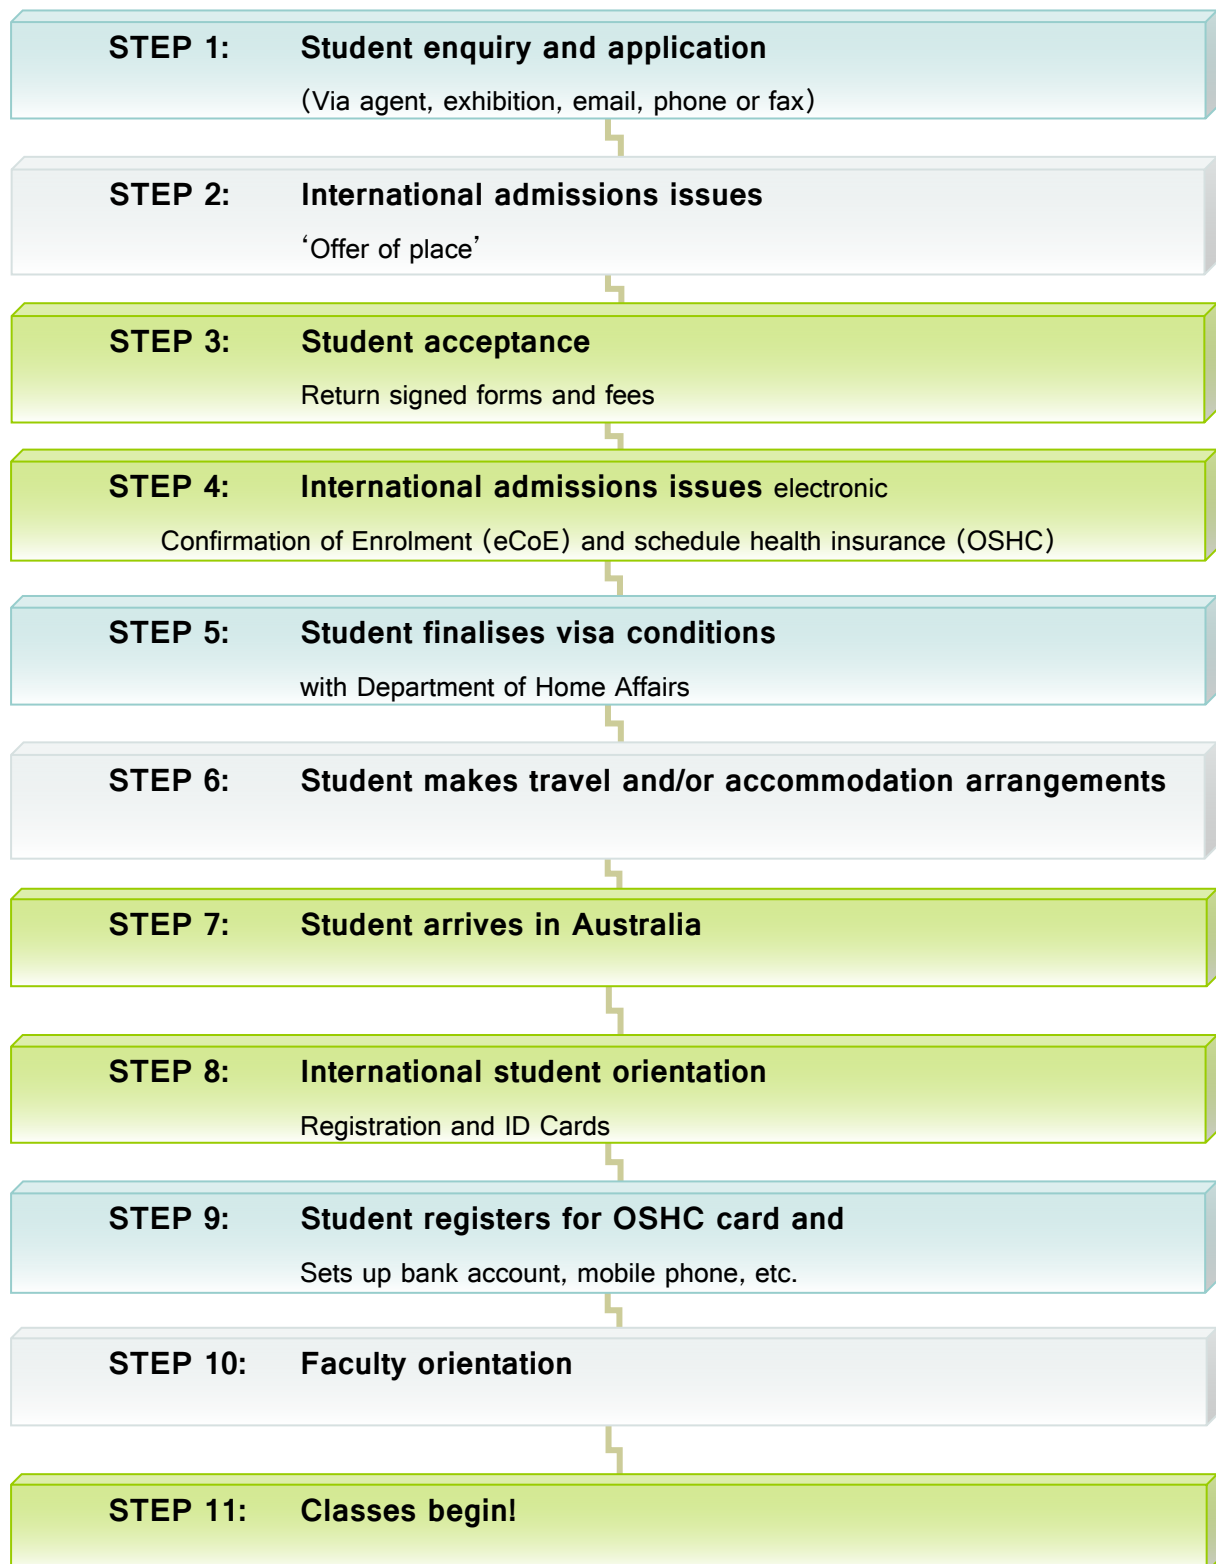 STEP 1: Student enquiry and application
(Via agent, exhibition, email, phone or fax)
STEP 2: International admissions issues
‘Offer of place’
STEP 3: Student acceptance
Return signed forms and fees
STEP 4: International admissions issues electronic
Confirmation of Enrolment (eCoE) and schedule health insurance (OSHC)
STEP 5: Student finalises visa conditions
with Department of Home Affairs
STEP 6: Student makes travel and/or accommodation arrangements
STEP 7: Student arrives in Australia
STEP 8: International student orientation
Registration and ID Cards
STEP 9: Student registers for OSHC card and
Sets up bank account, mobile phone, etc.
STEP 10: Faculty orientation
STEP 11: Classes begin!